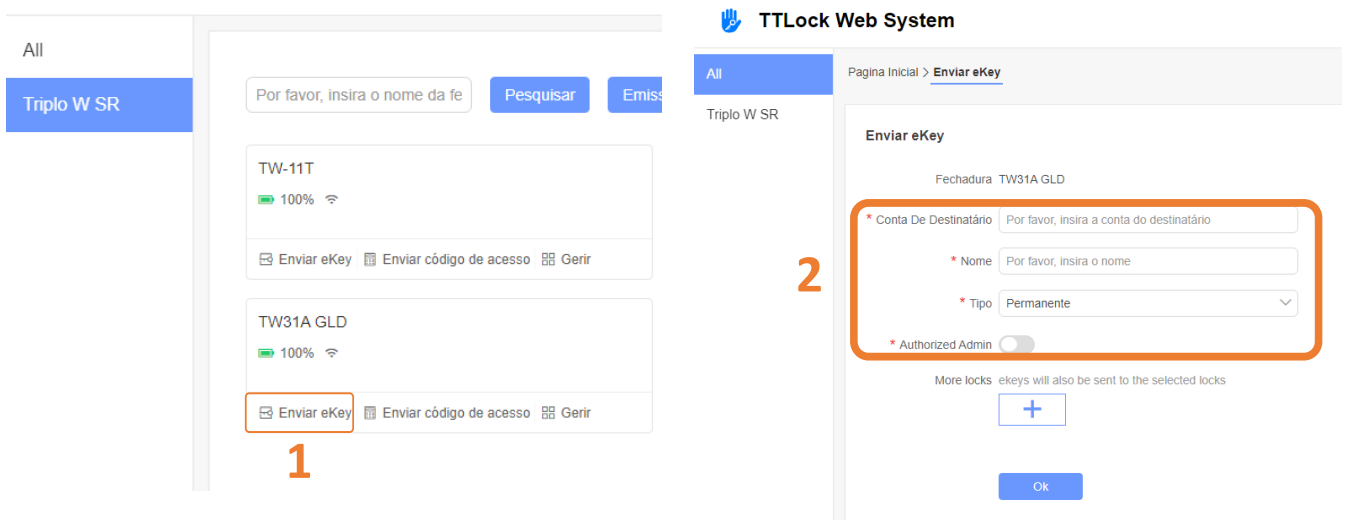 All
Triplo W SR
Por favor, insira o nome da fe
Pesquisar
Emiss
TW-11T
100%
Enviar eKey Enviar código de acesso Gerir
TW31A GLD
100%
Enviar eKey Enviar código de acesso Gerir
1
TTLock Web System
All
Triplo W SR
Pagina Inicial > Enviar eKey
Enviar eKey
Fechadura TW31A GLD
2
* Conta De Destinatário Por favor, insira a conta do destinatário
* Nome Por favor, insira o nome
* Tipo Permanente
* Authorized Admin
More locks ekeys will also be sent to the selected locks
+
Ok